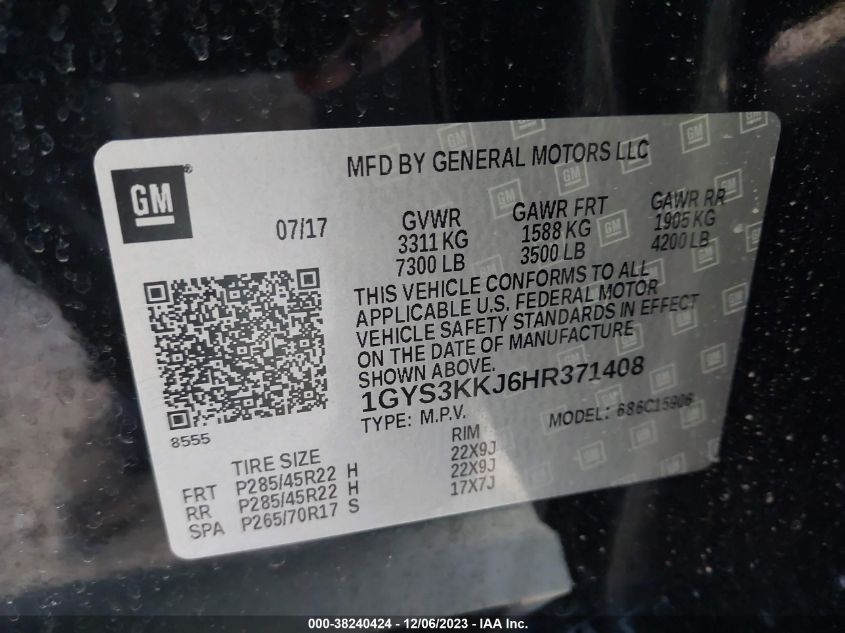 MFD BY GENERAL MOTORS LLC
GM
07/17
GVWR
3311 KG
7300 LB
GAWR FRT
1588 KG
3500 LB
GAWR RR
1905 KG
4200 LB
THIS VEHICLE CONFORMS TO ALL
APPLICABLE U.S. FEDERAL MOTOR
VEHICLE SAFETY STANDARDS IN EFFECT
ON THE DATE OF MANUFACTURE
SHOWN ABOVE.
1GYS3KKJ6HR371408
TYPE: M.P.V. MODEL: 686C15906
8555
TIRE SIZE RIM
FRT P285/45R22 H 22X9J
RR P285/45R22 H 22X9J
SPA P265/70R17 S 17X7J
000-38240424 - 12/06/2023 - IAA Inc.